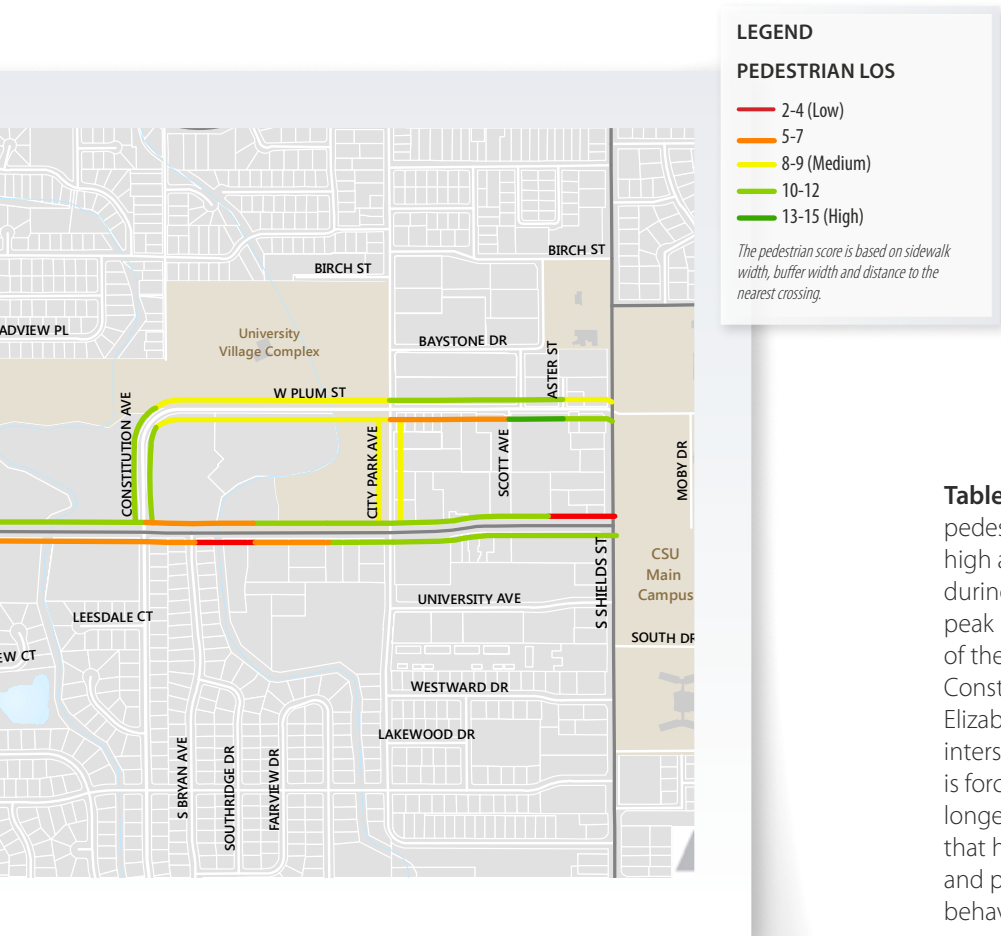 LEGEND
PEDESTRIAN LOS
2-4 (Low)
5-7
8-9 (Medium)
10-12
13-15 (High)
The pedestrian score is based on sidewalk
width, buffer width and distance to the
nearest crossing.
BIRCH ST
BIRCH ST
ADVIEW PL
University
Village Complex
BAYSTONE DR
ASTER ST
W PLUM ST
CONSTITUTION AVE
CITY PARK AVE
SCOTT AVE
MOBY DR
CSU
Main
Campus
S SHIELDS ST
UNIVERSITY AVE
LEESDALE CT
SOUTH DR
EW CT
WESTWARD DR
LAKEWOOD DR
S BRYAN AVE
SOUTHRIDGE DR
FAIRVIEW DR
Table
pedes
high a
during
peak
of the
Const
Elizab
inters
is forc
longe
that h
and p
behav